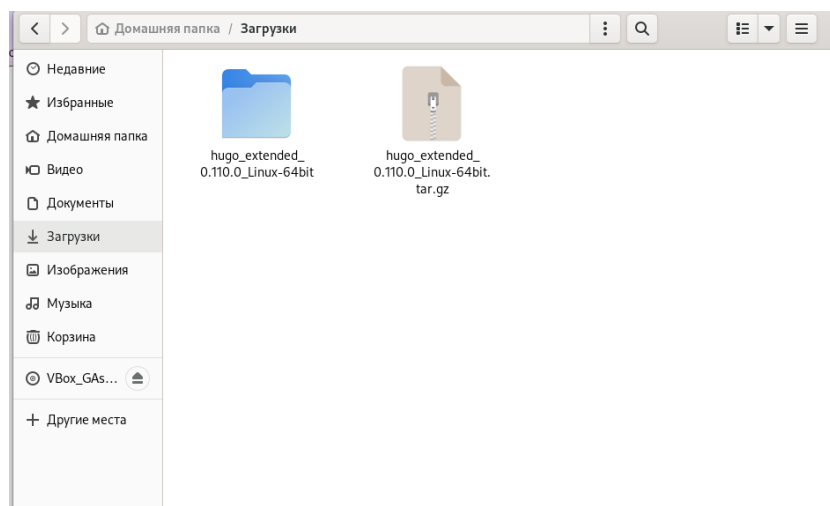 Домашняя папка / Загрузки
Недавние
Избранные
Домашняя папка
Видео
Документы
Загрузки
Изображения
Музыка
Корзина
VBox_GAs...
Другие места
hugo_extended_
0.110.0_Linux-64bit
hugo_extended_
0.110.0_Linux-64bit.
tar.gz